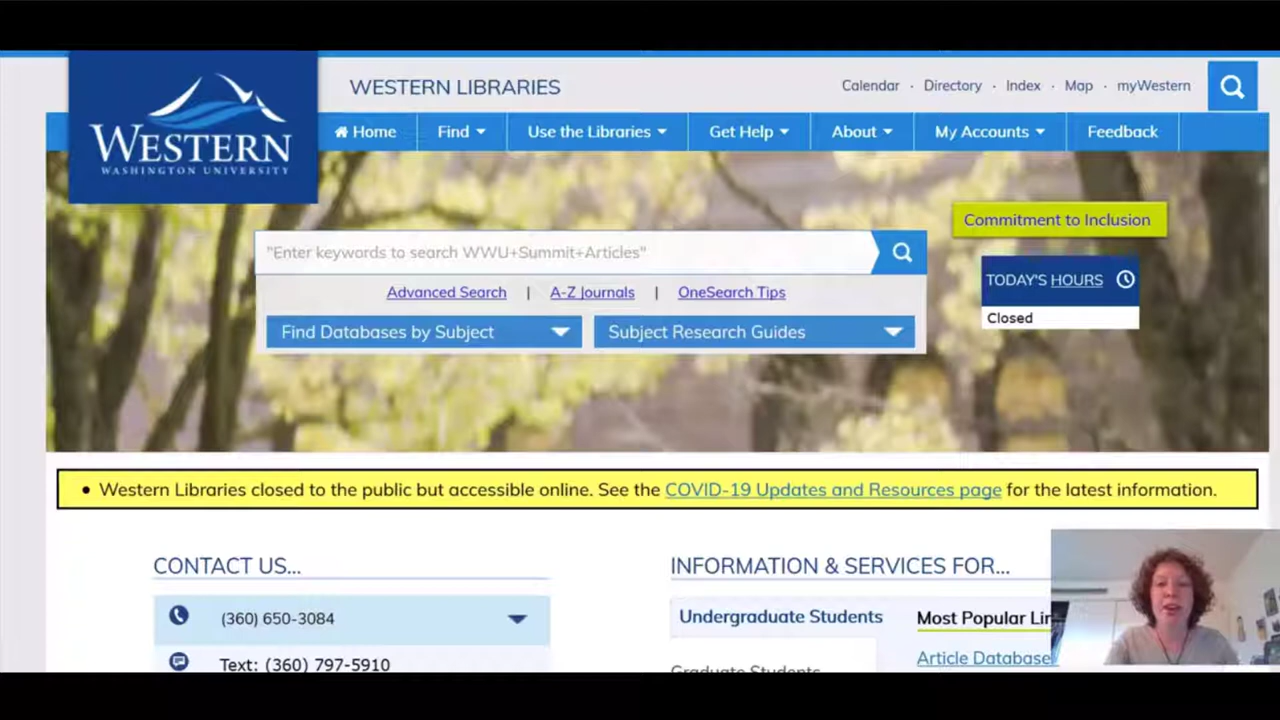 WESTERN
WASHINGTON UNIVERSITY
WESTERN LIBRARIES
Calendar · Directory · Index · Map · myWestern
Home Find Use the Libraries Get Help About My Accounts Feedback
Commitment to Inclusion
"Enter keywords to search WWU+Summit+Articles"
TODAY'S HOURS
Advanced Search | A-Z Journals | OneSearch Tips
Closed
Find Databases by Subject Subject Research Guides
• Western Libraries closed to the public but accessible online. See the COVID-19 Updates and Resources page for the latest information.
CONTACT US...
(360) 650-3084
Text: (360) 797-5910
INFORMATION & SERVICES FOR...
Undergraduate Students
Graduate Students
Most Popular Lin
Article Database